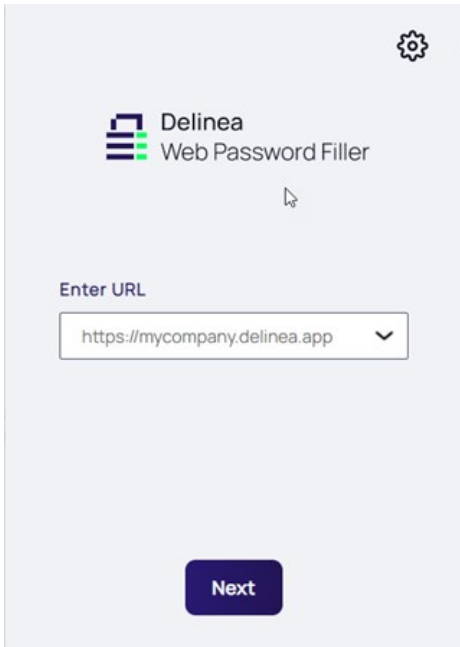 Delinea
Web Password Filler
Enter URL
https://mycompany.delinea.app
Next